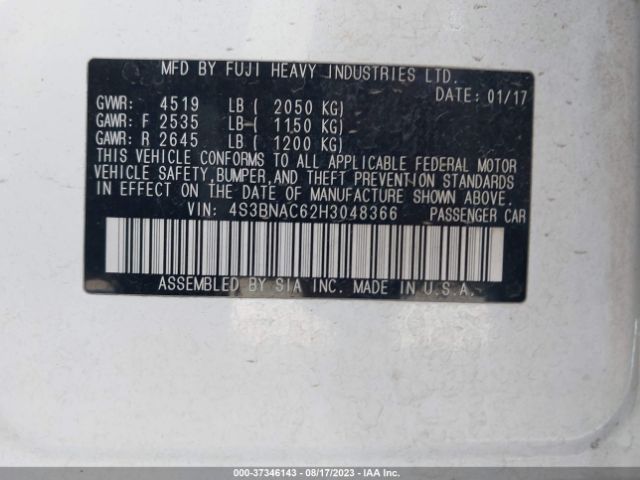 MFD BY FUJI HEAVY INDUSTRIES LTD.
DATE: 01/17
GVWR: 4519 LB ( 2050 KG)
GAWR: F 2535 LB ( 1150 KG)
GAWR: R 2645 LB ( 1200 KG)
THIS VEHICLE CONFORMS TO ALL APPLICABLE FEDERAL MOTOR
VEHICLE SAFETY, BUMPER, AND THEFT PREVENTION STANDARDS
IN EFFECT ON THE DATE OF MANUFACTURE SHOWN ABOVE.
VIN: 4S3BNAC62H3048366 PASSENGER CAR
ASSEMBLED BY SIA INC. MADE IN U.S.A.
000-37346143 - 08/17/2023 - IAA Inc.